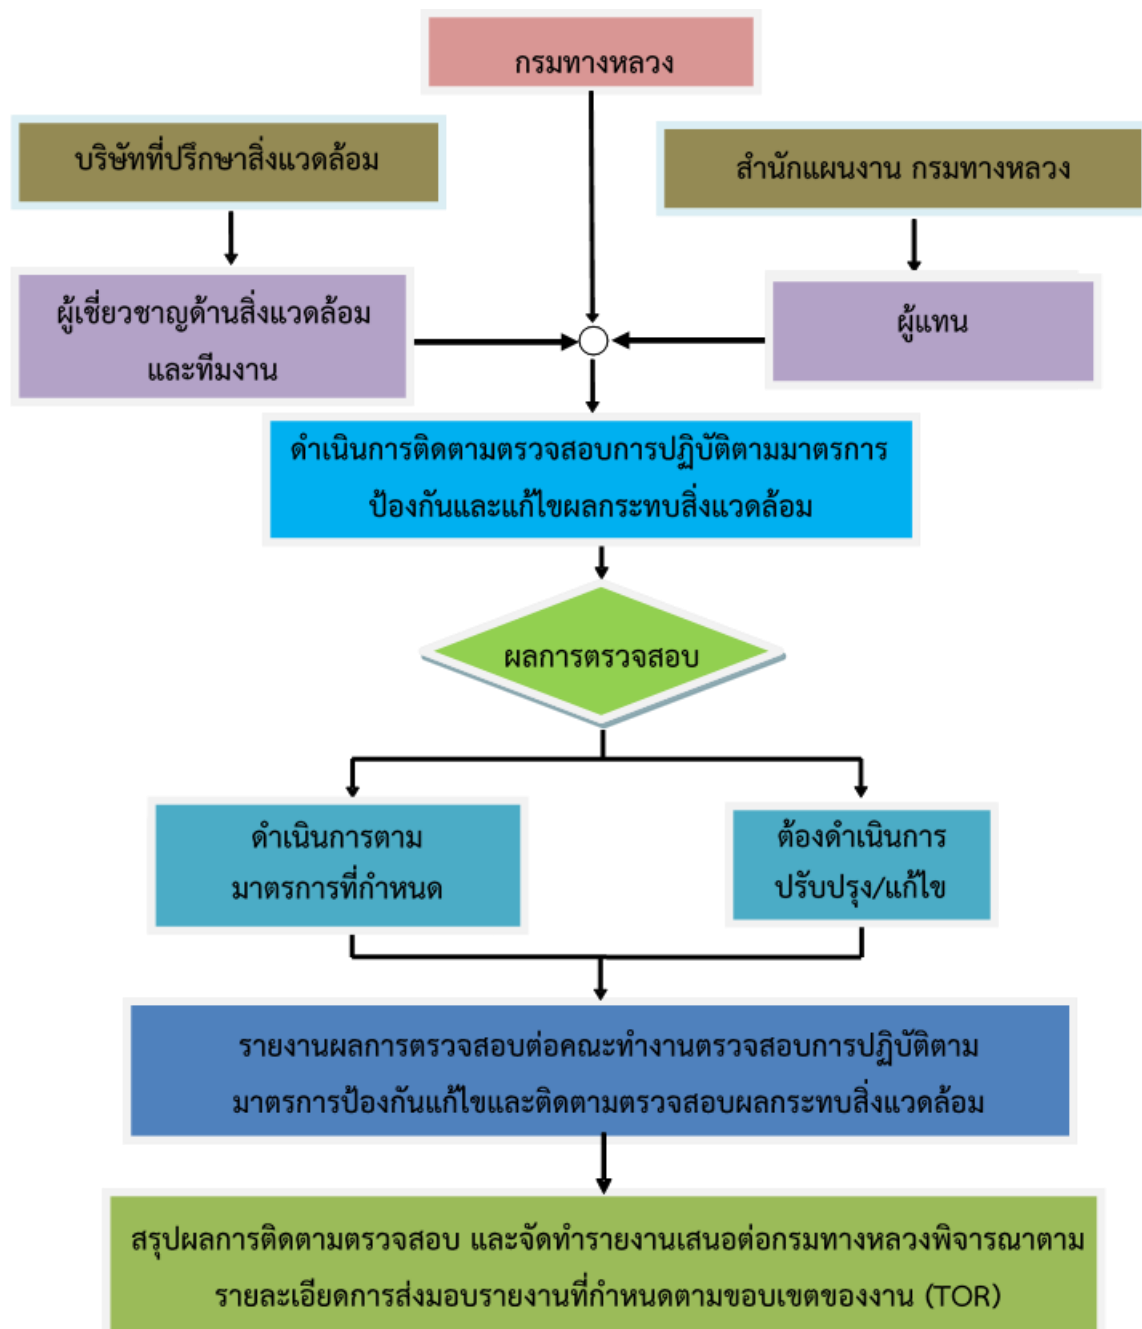 กรมทางหลวง
บริษัทที่ปรึกษาสิ่งแวดล้อม
สำนักแผนงาน กรมทางหลวง
ผู้เชี่ยวชาญด้านสิ่งแวดล้อม
และทีมงาน
ผู้แทน
ดำเนินการติดตามตรวจสอบการปฏิบัติตามมาตรการ
ป้องกันและแก้ไขผลกระทบสิ่งแวดล้อม
ผลการตรวจสอบ
ดำเนินการตาม
มาตรการที่กำหนด
ต้องดำเนินการ
ปรับปรุง/แก้ไข
รายงานผลการตรวจสอบต่อคณะทำงานตรวจสอบการปฏิบัติตาม
มาตรการป้องกันแก้ไขและติดตามตรวจสอบผลกระทบสิ่งแวดล้อม
สรุปผลการติดตามตรวจสอบ และจัดทำรายงานเสนอต่อกรมทางหลวงพิจารณาตาม
รายละเอียดการส่งมอบรายงานที่กำหนดตามขอบเขตของงาน (TOR)